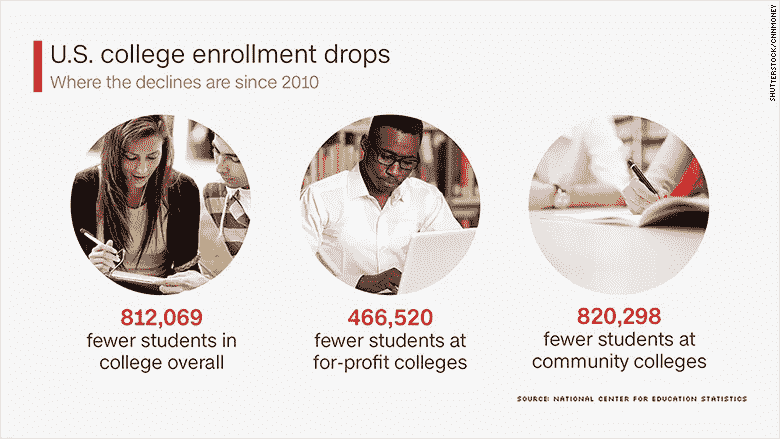 U.S. college enrollment drops
Where the declines are since 2010
SHUTTERSTOCK/CNNMONEY
812,069
fewer students in
college overall
466,520
fewer students at
for-profit colleges
820,298
fewer students at
community colleges
SOURCE: NATIONAL CENTER FOR EDUCATION STATISTICS